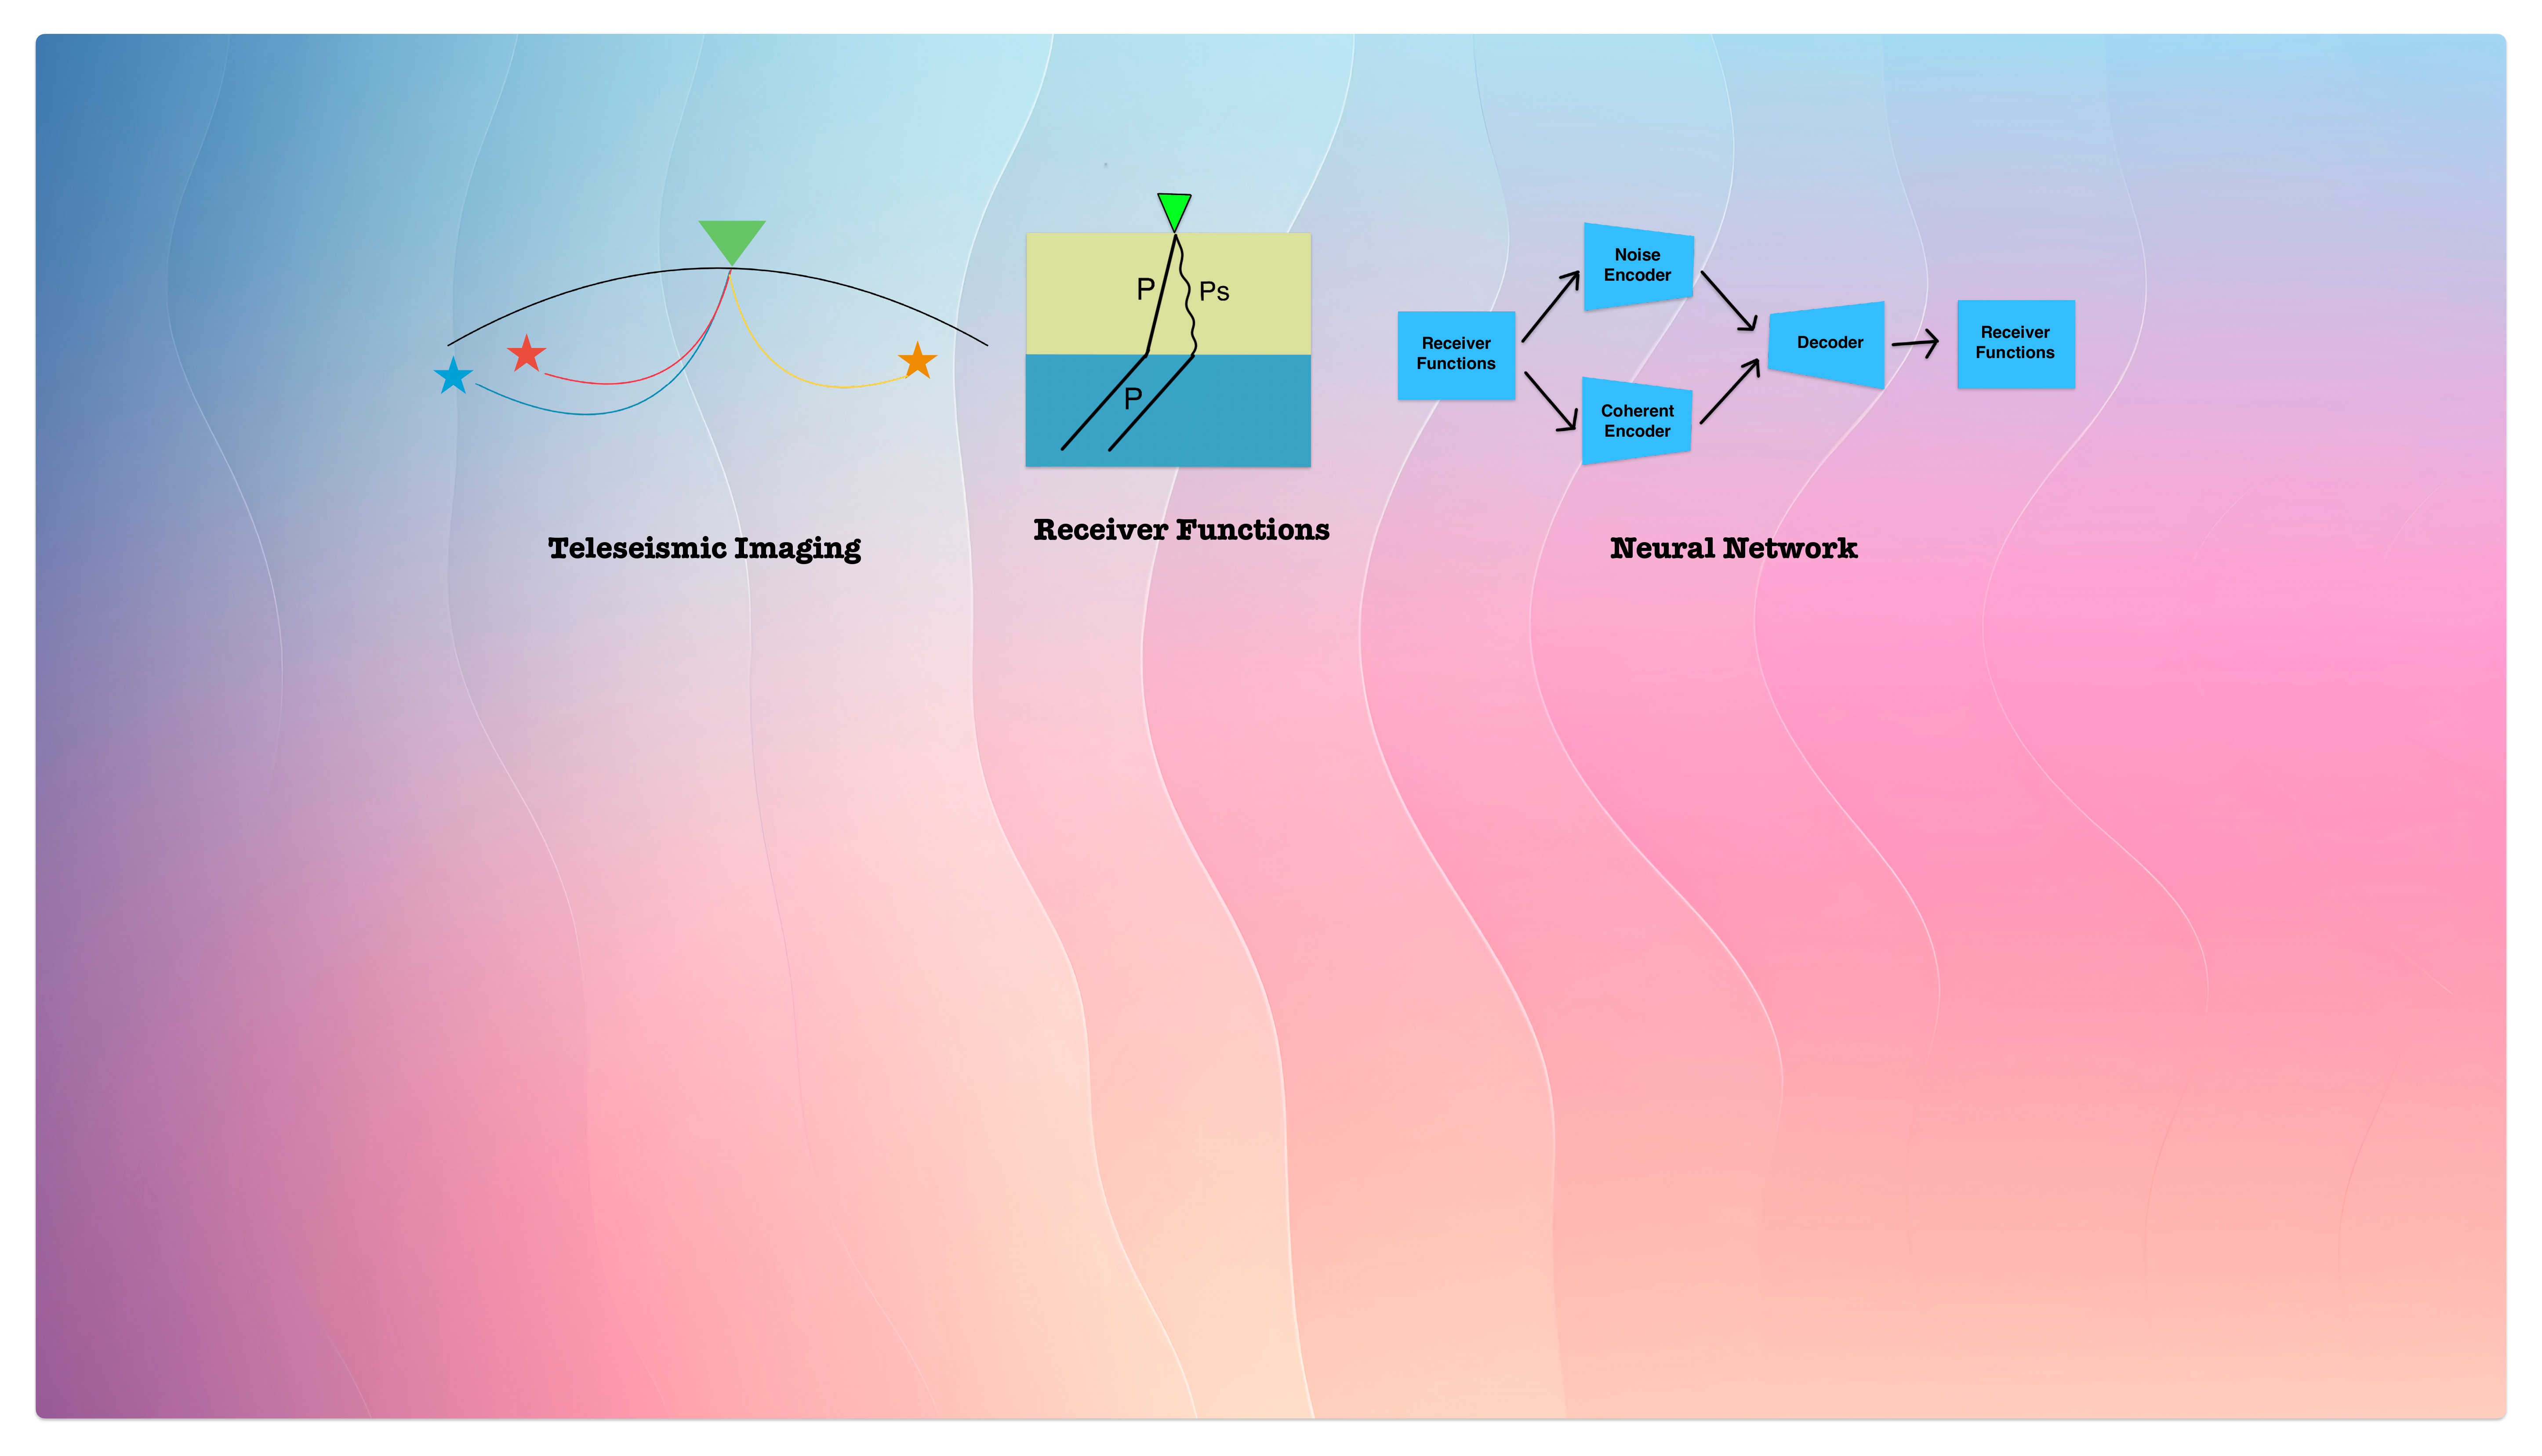 P
Ps
P
Teleseismic Imaging
Receiver Functions
Noise
Encoder
Receiver
Functions
Coherent
Encoder
Decoder
Receiver
Functions
Neural Network